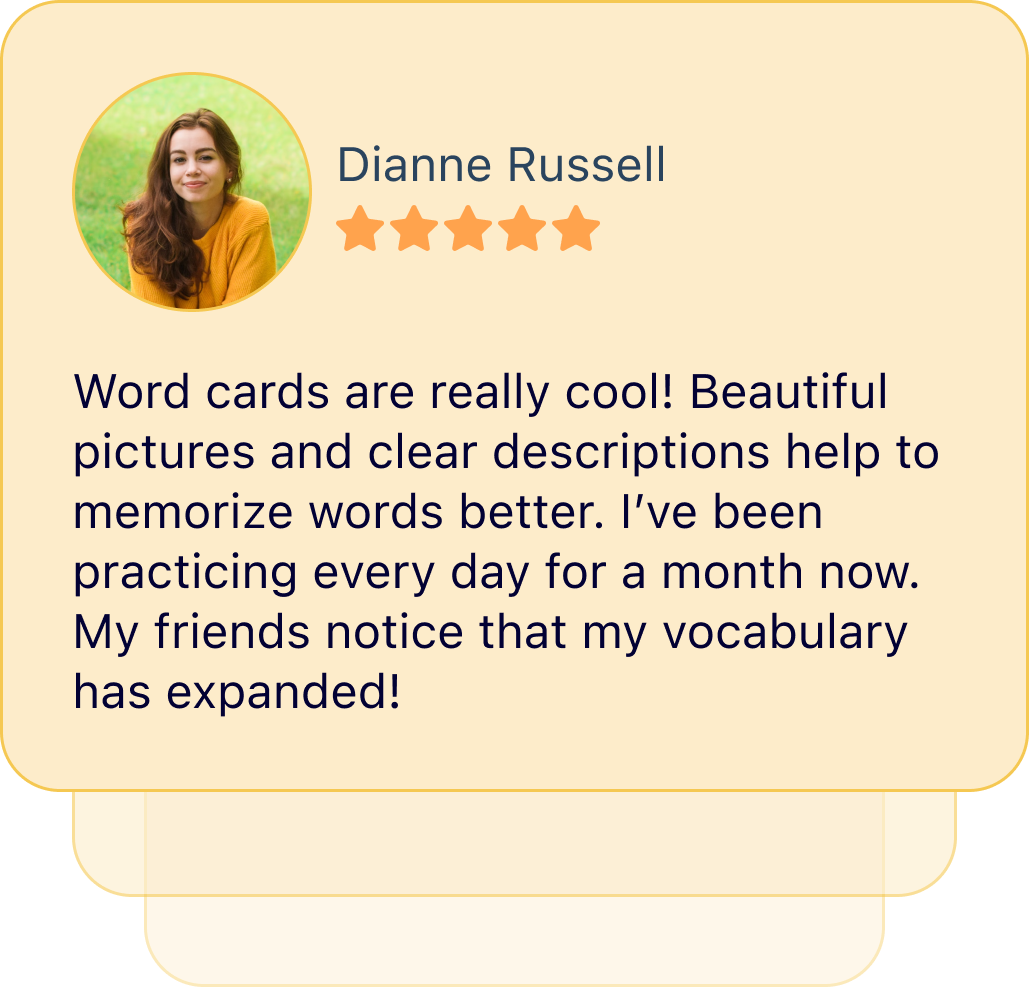 Dianne Russell
Word cards are really cool! Beautiful
pictures and clear descriptions help to
memorize words better. I’ve been
practicing every day for a month now.
My friends notice that my vocabulary
has expanded!